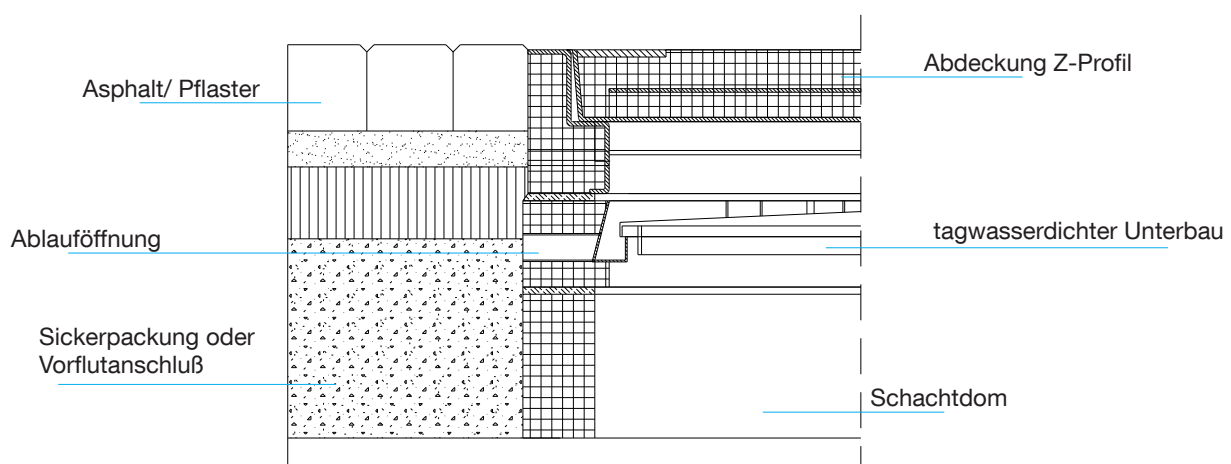 Abdeckung Z-Profil
Asphalt/ Pflaster
tagwasserdichter Unterbau
Ablauföffnung
Sickerpackung oder
Vorflutanschluß
Schachtdom